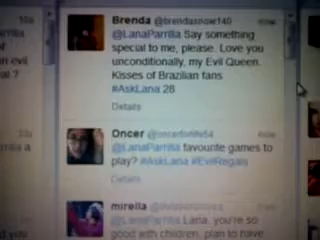 Brenda @brendasnow140 now
@LanaParrilla Say something
special to me, please. Love you
unconditionally, my Evil Queen.
Kisses of Brazilian fans
#AskLana 28
Details
Oncer now
@LanaParrilla favourite games to
play? #AskLana #EvilRegals
Details
mirella
@LanaParrilla Lana, you're so
good with children, plan to have